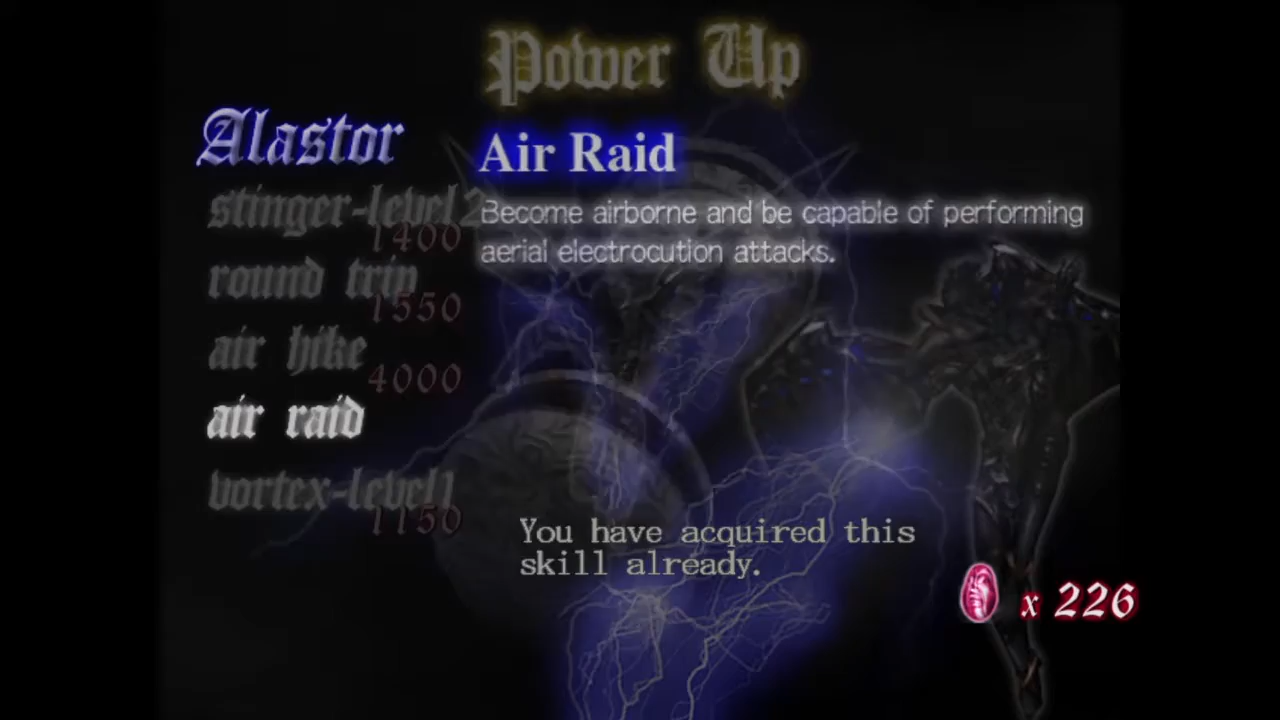 Power Up
Alastor
Air Raid
Become airborne and be capable of performing
aerial electrocution attacks.
stinger-level2
1400
round trip
1550
air hike
4000
air raid
vortex-level1
1150
You have acquired this
skill already.
x 226